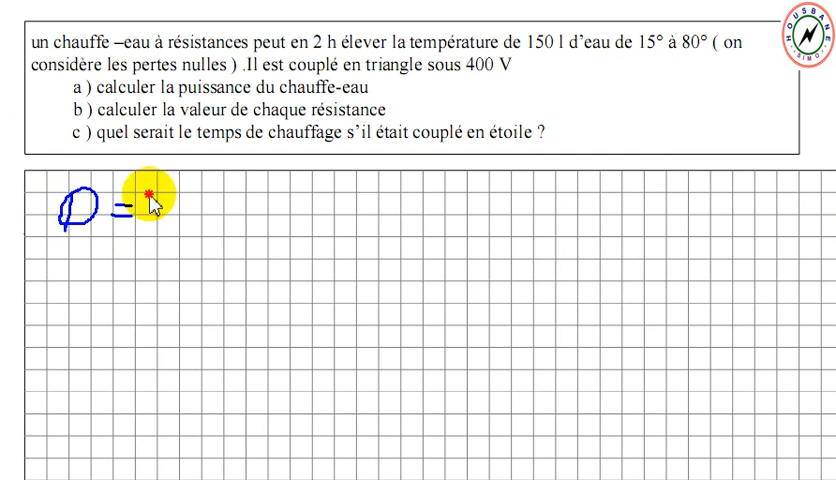 un chauffe –eau à résistances peut en 2 h élever la température de 150 l d'eau de 15° à 80° ( on
considère les pertes nulles ) .Il est couplé en triangle sous 400 V
a ) calculer la puissance du chauffe-eau
b ) calculer la valeur de chaque résistance
c ) quel serait le temps de chauffage s'il était couplé en étoile ?
HOUSBANE
SIMO
P =